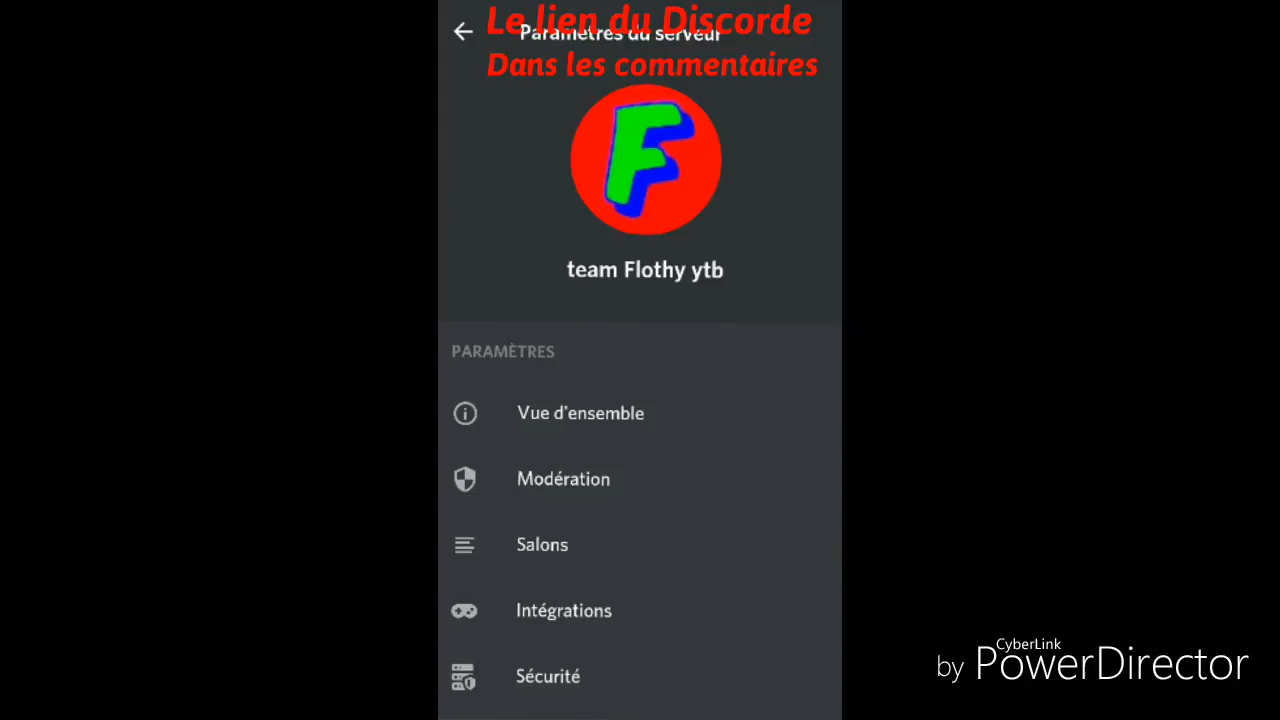 Le lien du Discorde
Paramètres du serveur
Dans les commentaires
F
team Flothy ytb
PARAMÈTRES
Vue d'ensemble
Modération
Salons
Intégrations
Sécurité
CyberLink
by PowerDirector